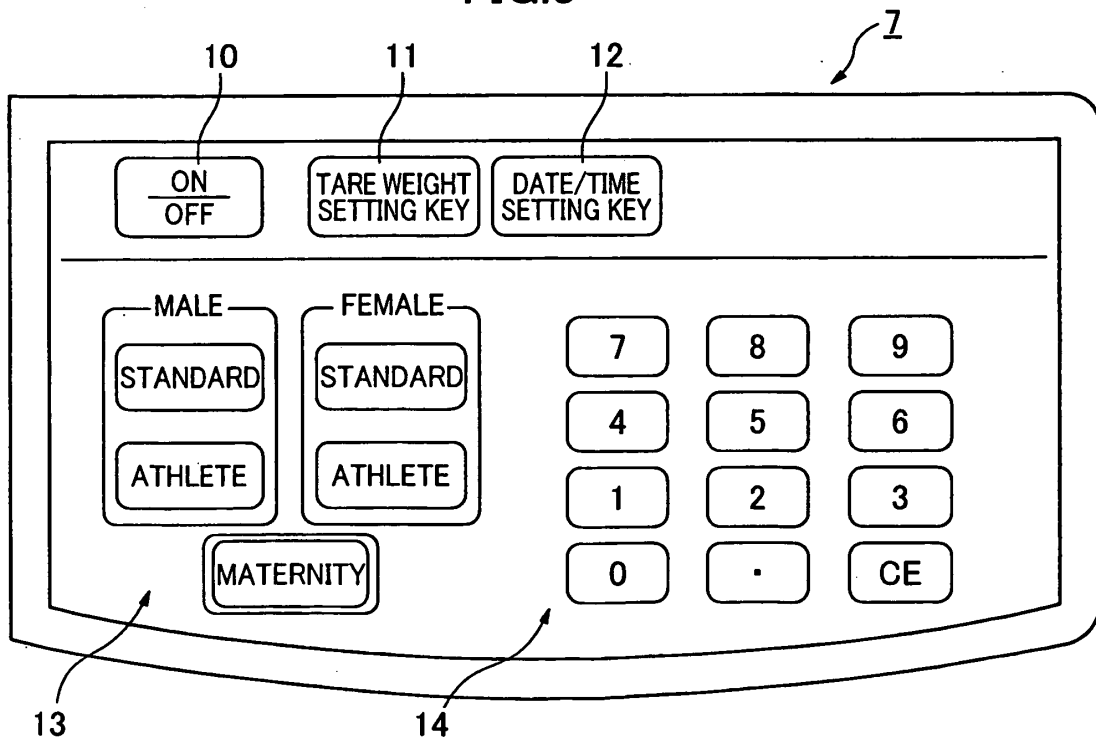 7
10 11 12
ON
OFF
TARE WEIGHT
SETTING KEY
DATE/TIME
SETTING KEY
MALE
STANDARD
ATHLETE
FEMALE
STANDARD
ATHLETE
MATERNITY
7 8 9
4 5 6
1 2 3
0 . CE
13 14